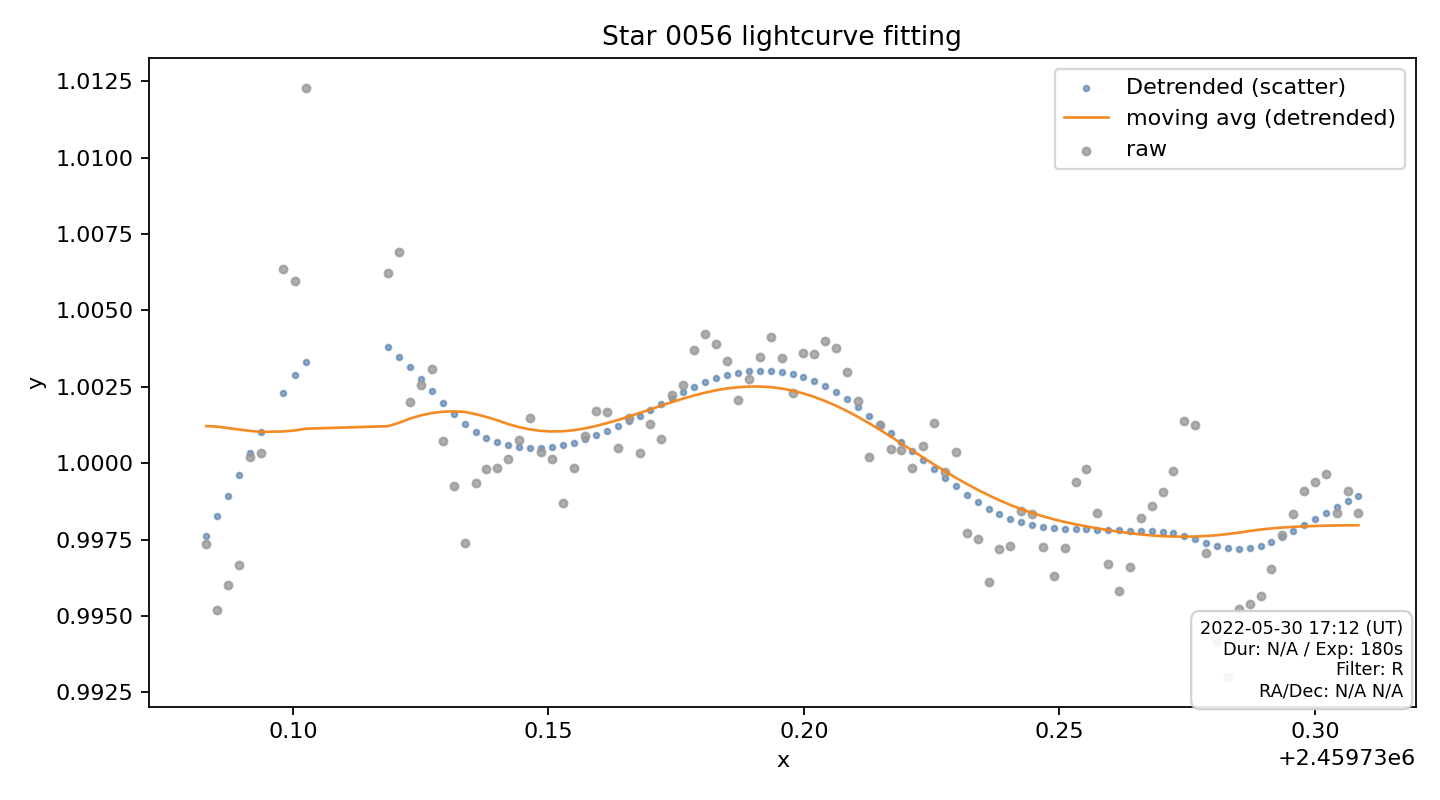 Star 0056 lightcurve fitting
Detrended (scatter)
moving avg (detrended)
raw
1.0125
1.0100
1.0075
1.0050
1.0025
1.0000
0.9975
0.9950
0.9925
y
2022-05-30 17:12 (UT)
Dur: N/A / Exp: 180s
Filter: R
RA/Dec: N/A N/A
0.10 0.15 0.20 0.25 0.30
x
+2.45973e6